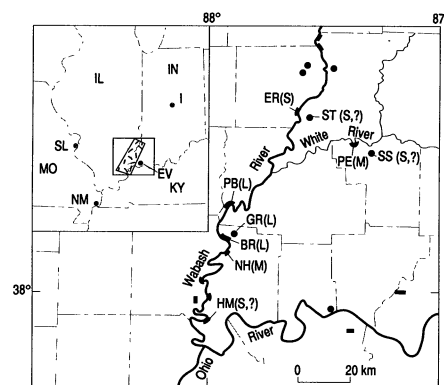 88°
87
IL
IN
I
SL
MO
EV
KY
NM
ER(S)
ST (S,?)
White
River
PE(M)
SS (S,?)
River
PB(L)
GR(L)
BR(L)
NH(M)
Wabash
38°
HM(S,?)
River
Ohio
0 20 km